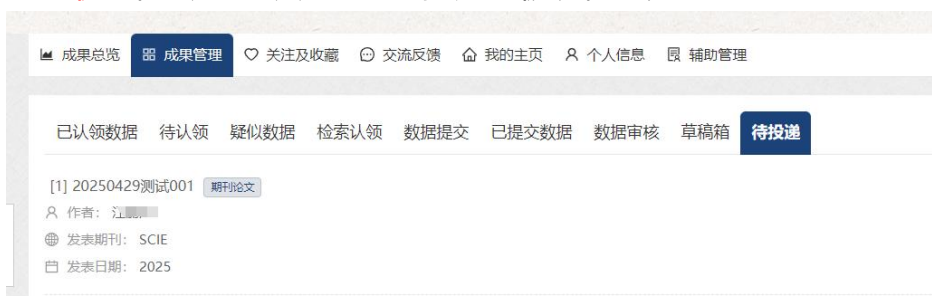 成果总览 成果管理 关注及收藏 交流反馈 我的主页 个人信息 辅助管理
已认领数据 待认领 疑似数据 检索认领 数据提交 已提交数据 数据审核 草稿箱 待投递
[1] 20250429测试001 期刊论文
作者:
发表期刊: SCIE
发表日期: 2025